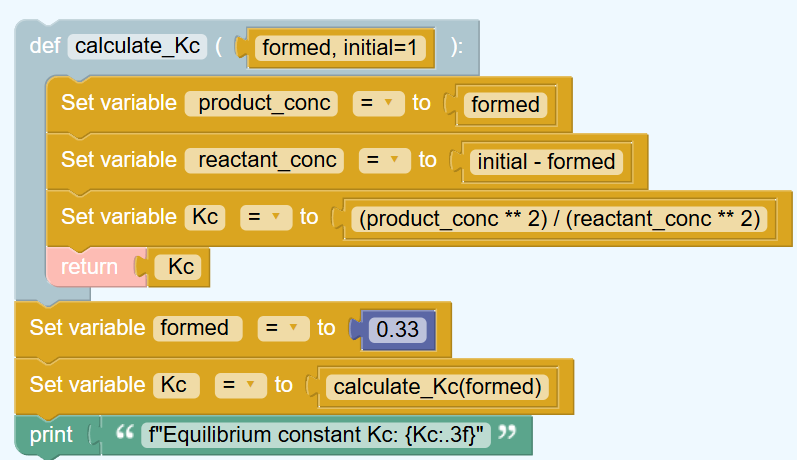 def calculate_Kc ( formed, initial=1 ):
Set variable product_conc = to formed
Set variable reactant_conc = to initial - formed
Set variable Kc = to (product_conc ** 2) / (reactant_conc ** 2)
return Kc
Set variable formed = to 0.33
Set variable Kc = to calculate_Kc(formed)
print “ f"Equilibrium constant Kc: {Kc:.3f}" ”